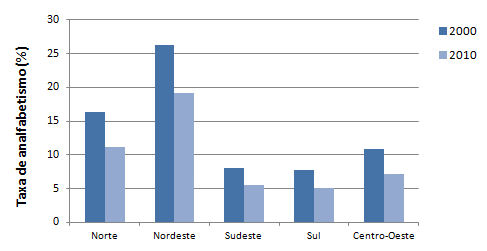 Taxa de analfabetismo (%)
30
25
20
15
10
5
0
Norte
Nordeste
Sudeste
Sul
Centro-Oeste
2000
2010